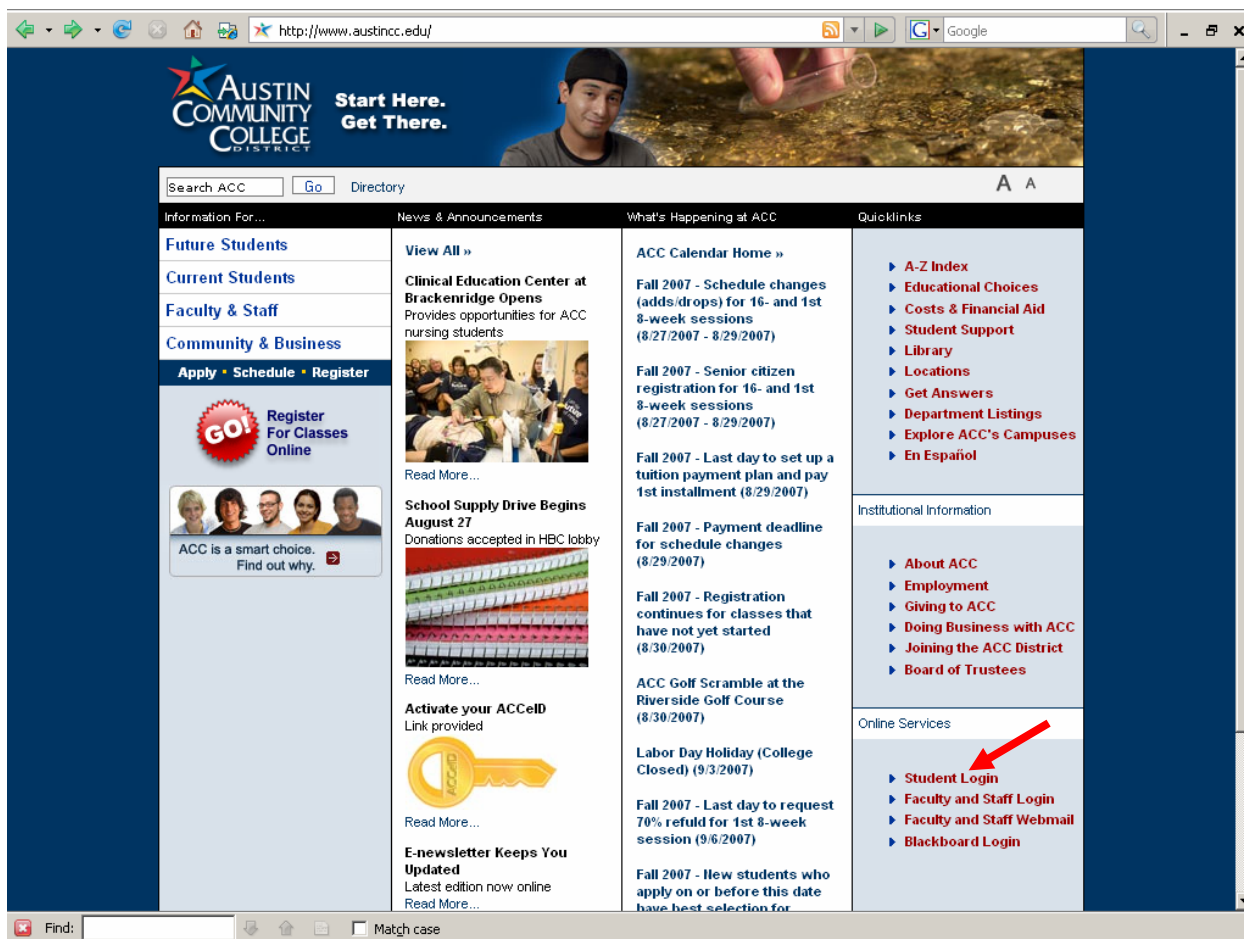 http://www.austincc.edu/
Google
AUSTIN
COMMUNITY
COLLEGE
DISTRICT
Start Here.
Get There.
Search ACC
Go
Directory
A A
Information For...
Future Students
Current Students
Faculty & Staff
Community & Business
Apply • Schedule • Register
GO!
Register
For Classes
Online
ACC is a smart choice.
Find out why.
News & Announcements
View All »
Clinical Education Center at
Brackenridge Opens
Provides opportunities for ACC
nursing students
Read More...
School Supply Drive Begins
August 27
Donations accepted in HBC lobby
Read More...
Activate your ACCeID
Link provided
ACCeID
Read More...
E-newsletter Keeps You
Updated
Latest edition now online
Read More...
What's Happening at ACC
ACC Calendar Home »
Fall 2007 - Schedule changes
(adds/drops) for 16- and 1st
8-week sessions
(8/27/2007 - 8/29/2007)
Fall 2007 - Senior citizen
registration for 16- and 1st
8-week sessions
(8/27/2007 - 8/29/2007)
Fall 2007 - Last day to set up a
tuition payment plan and pay
1st installment (8/29/2007)
Fall 2007 - Payment deadline
for schedule changes
(8/29/2007)
Fall 2007 - Registration
continues for classes that
have not yet started
(8/30/2007)
ACC Golf Scramble at the
Riverside Golf Course
(8/30/2007)
Labor Day Holiday (College
Closed) (9/3/2007)
Fall 2007 - Last day to request
70% refuld for 1st 8-week
session (9/6/2007)
Fall 2007 - New students who
apply on or before this date
have best selection for
Quicklinks
A-Z Index
Educational Choices
Costs & Financial Aid
Student Support
Library
Locations
Get Answers
Department Listings
Explore ACC's Campuses
En Español
Institutional Information
About ACC
Employment
Giving to ACC
Doing Business with ACC
Joining the ACC District
Board of Trustees
Online Services
Student Login
Faculty and Staff Login
Faculty and Staff Webmail
Blackboard Login
Find:
Match case